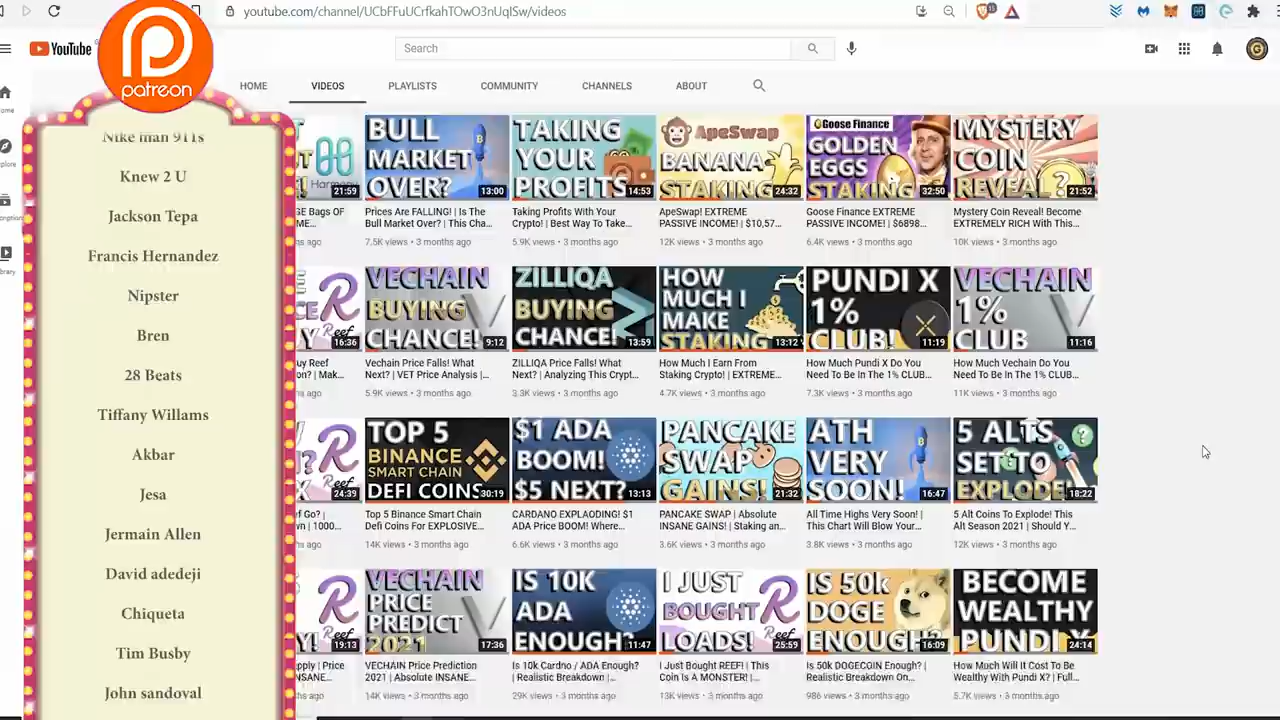 youtube.com/channel/UCbFFuUCrfkahTOwO3nUqlSw/videos
YouTube
Search
patreon
HOME
VIDEOS
PLAYLISTS
COMMUNITY
CHANNELS
ABOUT
Nike man 911s
Knew 2 U
Jackson Tepa
Francis Hernandez
Nipster
Bren
28 Beats
Tiffany Willams
Akbar
Jesa
Jermain Allen
David adedeji
Chiqueta
Tim Busby
John sandoval
Harmony
21:59
BULL
MARKET
OVER?
13:00
TAKING
YOUR
PROFITS
14:53
ApeSwap
BANANA
STAKING
24:32
Goose Finance
GOLDEN
EGGS
STAKING
32:50
MYSTERY
COIN
REVEAL
21:52
GE Bags OF
Prices Are FALLING! | Is The
Bull Market Over? | This Cha...
7.5K views • 3 months ago
Taking Profits With Your
Crypto! | Best Way To Take...
5.9K views • 3 months ago
ApeSwap! EXTREME
PASSIVE INCOME! | $10,57...
12K views • 3 months ago
Goose Finance EXTREME
PASSIVE INCOME! | $6898...
6.4K views • 3 months ago
Mystery Coin Reveal! Become
EXTREMELY RICH With This...
10K views • 3 months ago
Reef
16:36
VECHAIN
BUYING
CHANCE!
9:12
ZILLIQA
BUYING
CHANCE!
13:59
HOW
MUCH I
MAKE
STAKING
13:12
PUNDI X
1%
CLUB!
11:19
VECHAIN
1%
CLUB
11:16
uy Reef
on? | Mak...
Vechain Price Falls! What
Next? | VET Price Analysis |...
5.9K views • 3 months ago
ZILLIQA Price Falls! What
Next? | Analyzing This Crypt...
3.3K views • 3 months ago
How Much I Earn From
Staking Crypto! | EXTREME...
4.7K views • 3 months ago
How Much Pundi X Do You
Need To Be In The 1% CLUB...
7.3K views • 3 months ago
How Much Vechain Do You
Need To Be In The 1% CLUB...
11K views • 3 months ago
Reef
24:39
TOP 5
BINANCE
SMART CHAIN
DEFI COINS
30:19
$1 ADA
BOOM!
$5 NEXT?
13:13
PANCAKE
SWAP
GAINS!
21:32
ATH
VERY
SOON!
16:47
5 ALTS
SET TO
EXPLODE!
18:22
f Go? |
wn | 1000...
Top 5 Binance Smart Chain
Defi Coins For EXPLOSIVE...
14K views • 3 months ago
CARDANO EXPLODING! $1
ADA Price BOOM! Where...
6.6K views • 3 months ago
PANCAKE SWAP | Absolute
INSANE GAINS! | Staking an...
3.6K views • 3 months ago
All Time Highs Very Soon! |
This Chart Will Blow Your...
3.8K views • 3 months ago
5 Alt Coins To Explode! This
Alt Season 2021 | Should Y...
12K views • 3 months ago
Reef
19:13
VECHAIN
PRICE
PREDICT
2021
17:36
IS 10K
ADA
ENOUGH?
11:47
I JUST
BOUGHT
LOADS!
Reef
25:59
IS 50k
DOGE
ENOUGH?
16:09
BECOME
WEALTHY
PUNDI X
24:14
pply | Price
INSANE...
VECHAIN Price Prediction
2021 | Absolute INSANE...
14K views • 3 months ago
Is 10k Cardno / ADA Enough?
| Realistic Breakdown |...
29K views • 3 months ago
I Just Bought REEF! | This
Coin Is A MONSTER! |...
13K views • 3 months ago
Is 50k DOGECOIN Enough? |
Realistic Breakdown On...
986 views • 3 months ago
How Much Will It Cost To Be
Wealthy With Pundi X? | Full...
5.7K views • 3 months ago